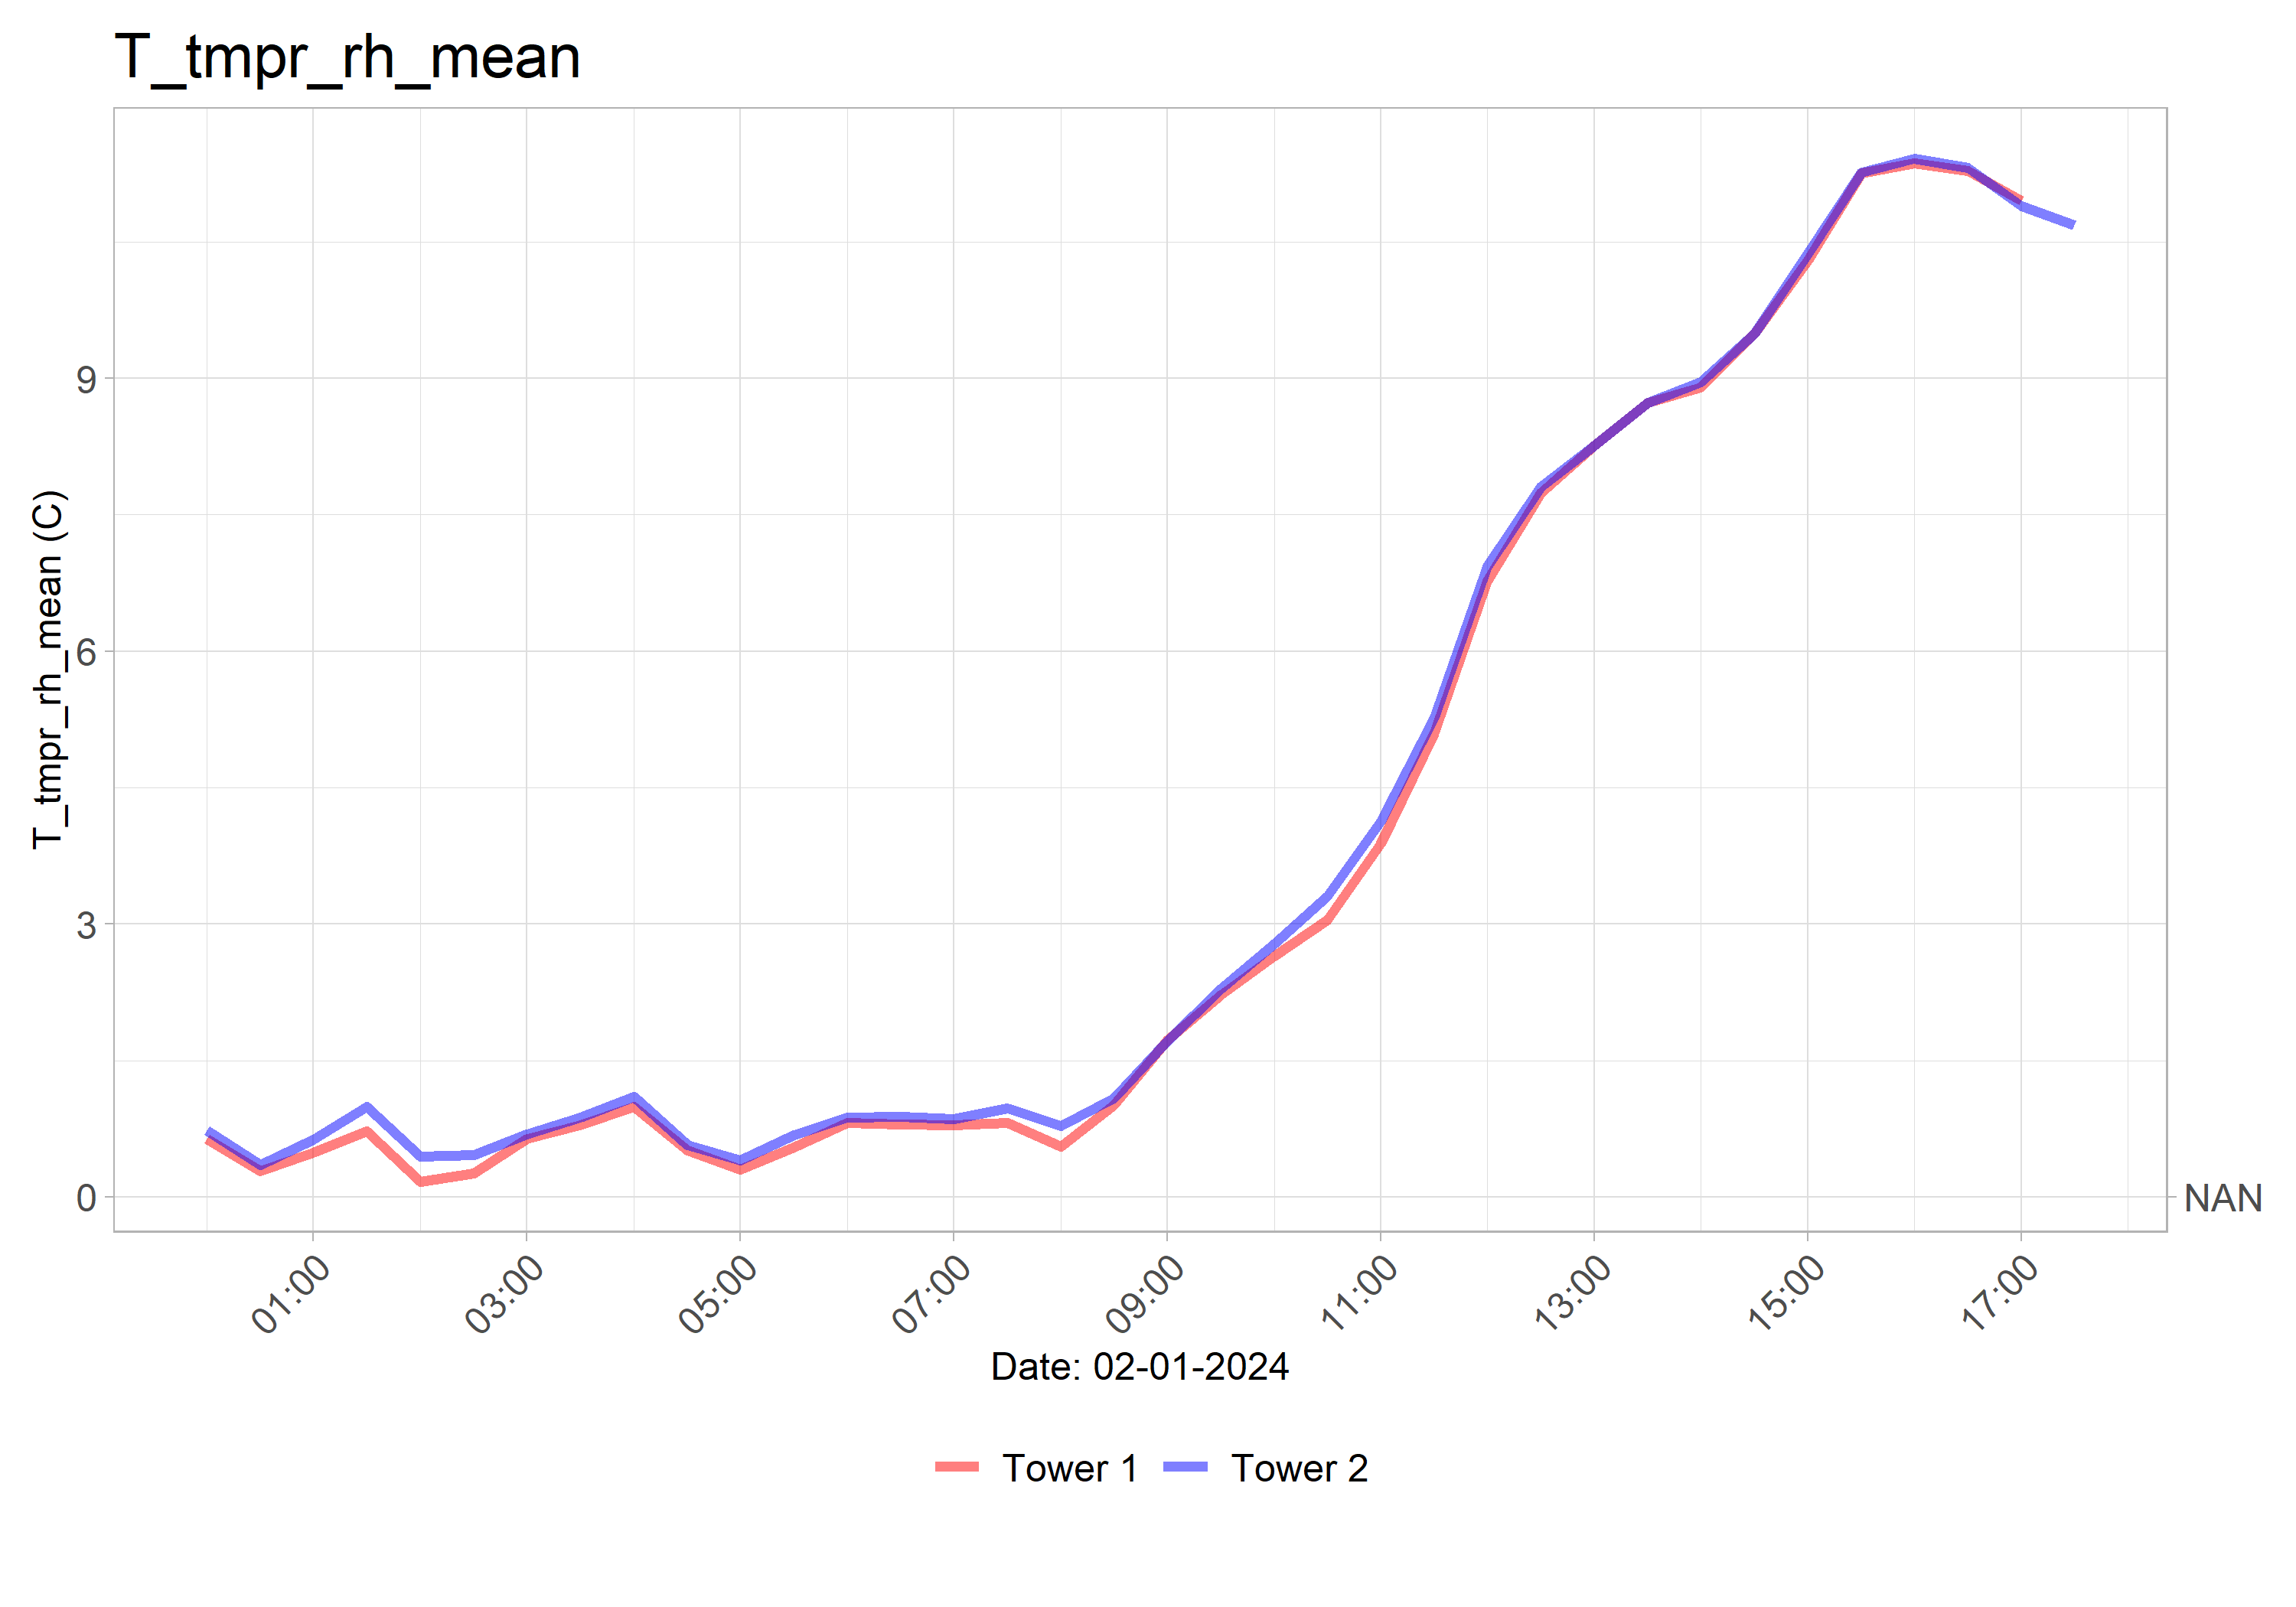 T_tmpr_rh_mean
T_tmpr_rh_mean (C)
9
6
3
0
NAN
01:00
03:00
05:00
07:00
09:00
11:00
13:00
15:00
17:00
Date: 02-01-2024
Tower 1
Tower 2